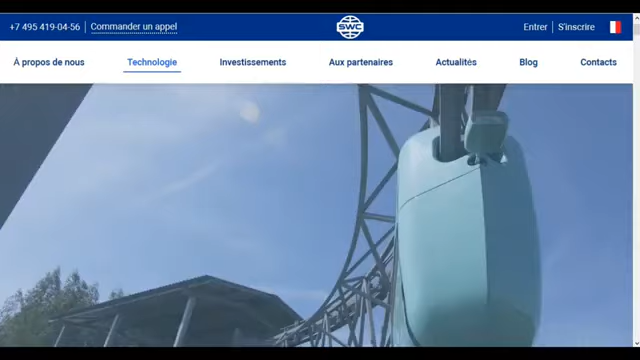 +7 495 419-04-56 | Commander un appel
SWC
Entrer | S'inscrire
À propos de nous
Technologie
Investissements
Aux partenaires
Actualités
Blog
Contacts